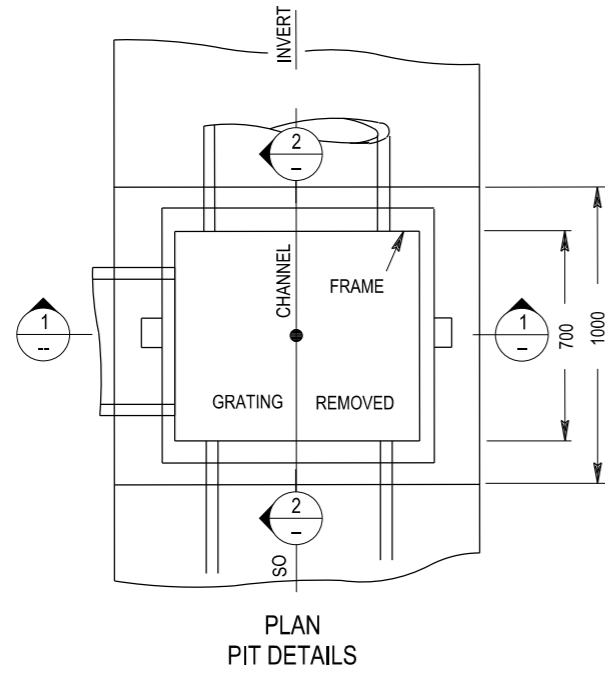 INVERT
2
–
CHANNEL
FRAME
1
--
1
–
700
1000
GRATING REMOVED
2
–
SO
PLAN
PIT DETAILS